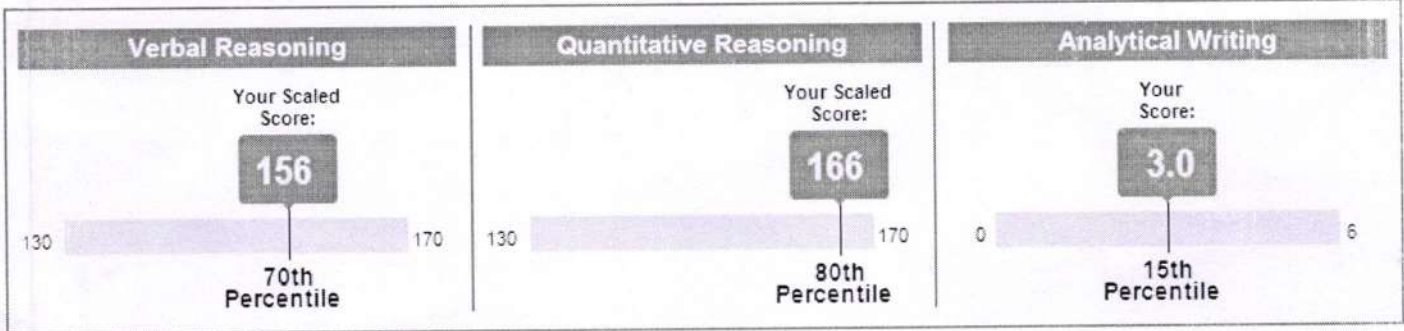 Verbal Reasoning
Your Scaled
Score:
156
130
170
70th
Percentile
Quantitative Reasoning
Your Scaled
Score:
166
130
170
80th
Percentile
Analytical Writing
Your
Score:
3.0
0
6
15th
Percentile